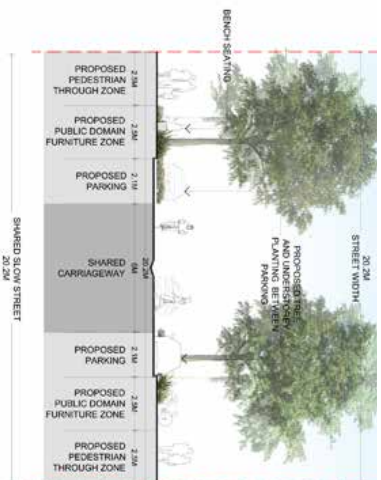 BENCH SEATING
PROPOSED TREE
AND UNDERSTOREY
PLANTING BETWEEN
PARKING
20.2M
STREET WIDTH
2.5M
PROPOSED
PEDESTRIAN
THROUGH ZONE
2.5M
PROPOSED
PUBLIC DOMAIN
FURNITURE ZONE
2.1M
PROPOSED
PARKING
20.2M
6M
SHARED
CARRIAGEWAY
2.1M
PROPOSED
PARKING
2.5M
PROPOSED
PUBLIC DOMAIN
FURNITURE ZONE
2.5M
PROPOSED
PEDESTRIAN
THROUGH ZONE
SHARED SLOW STREET
20.2M